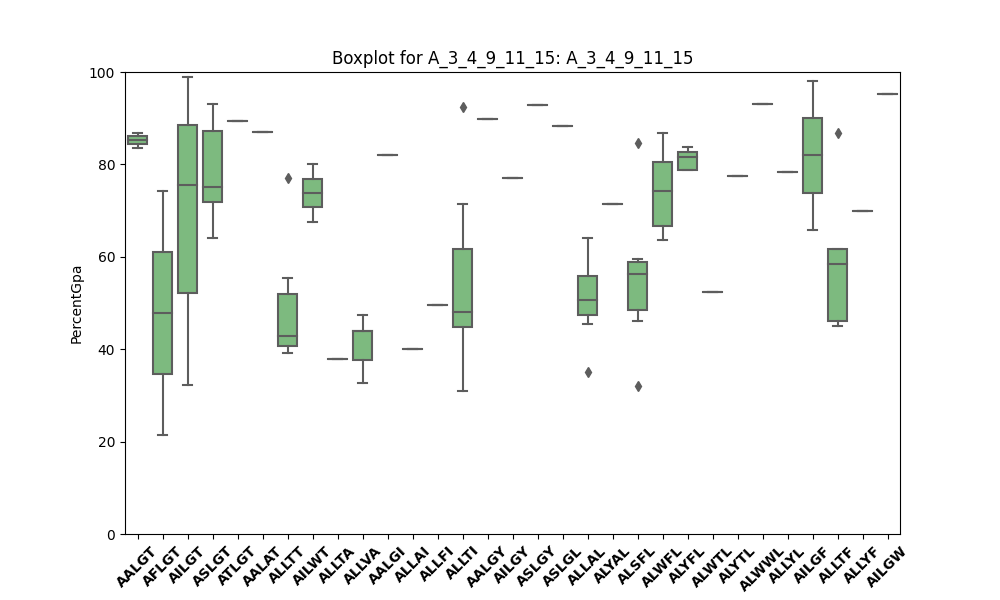 Boxplot for A_3_4_9_11_15: A_3_4_9_11_15
PercentGpa
100
80
60
40
20
0
AALGT
AFLGT
AILGT
ASLGT
ATLGT
AALAT
ALLTT
AILWT
ALLTA
ALLVA
AALGI
ALLAI
ALLFI
ALLTI
AALGY
AILGY
ASLGY
ASLGL
ALLAL
ALYAL
ALSFL
ALWFL
ALYFL
ALWTL
ALYTL
ALWWL
ALLYL
AILGF
ALLTF
ALLYF
AILGW